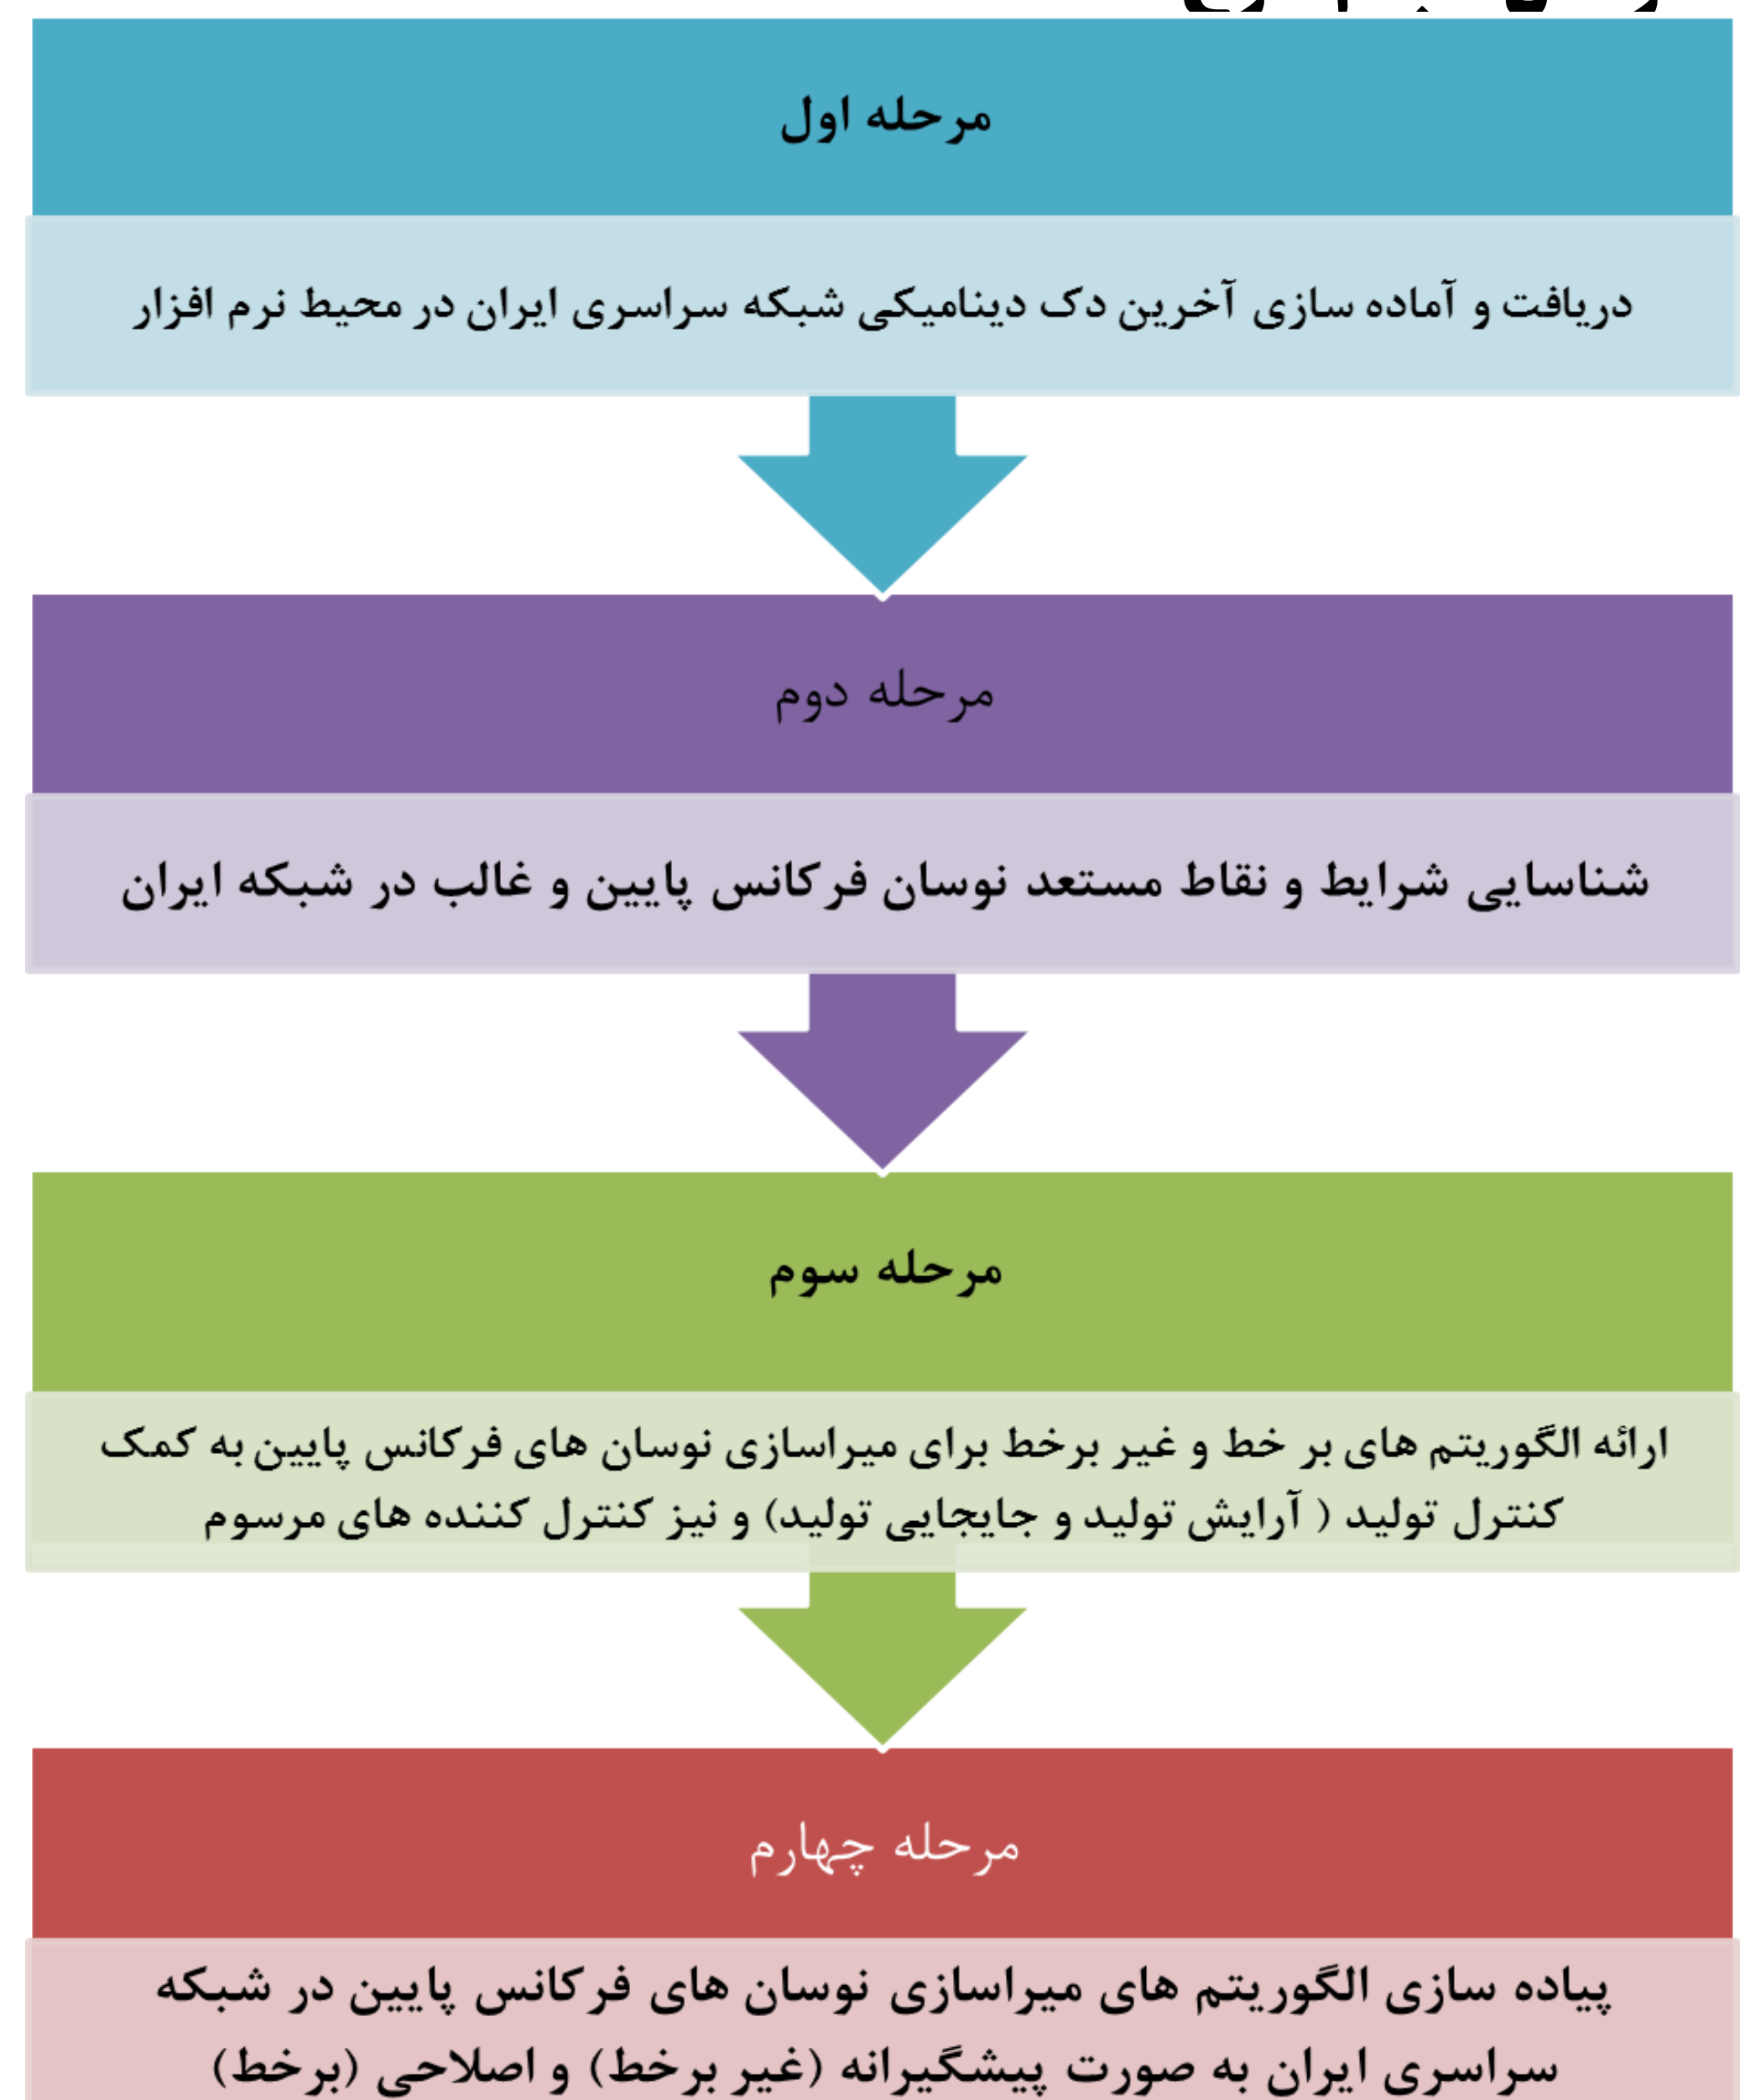 مرحله اول
دریافت و آماده سازی آخرین دک دینامیکی شبکه سراسری ایران در محیط نرم افزار
مرحله دوم
شناسایی شرایط و نقاط مستعد نوسان فرکانس پایین و غالب در شبکه ایران
مرحله سوم
ارائه الگوریتم های بر خط و غیر برخط برای میراسازی نوسان های فرکانس پایین به کمک
کنترل تولید ( آرایش تولید و جایجایی تولید) و نیز کنترل کننده های مرسوم
مرحله چهارم
پیاده سازی الگوریتم های میراسازی نوسان های فرکانس پایین در شبکه
سراسری ایران به صورت پیشگیرانه (غیر برخط) و اصلاحی (برخط)